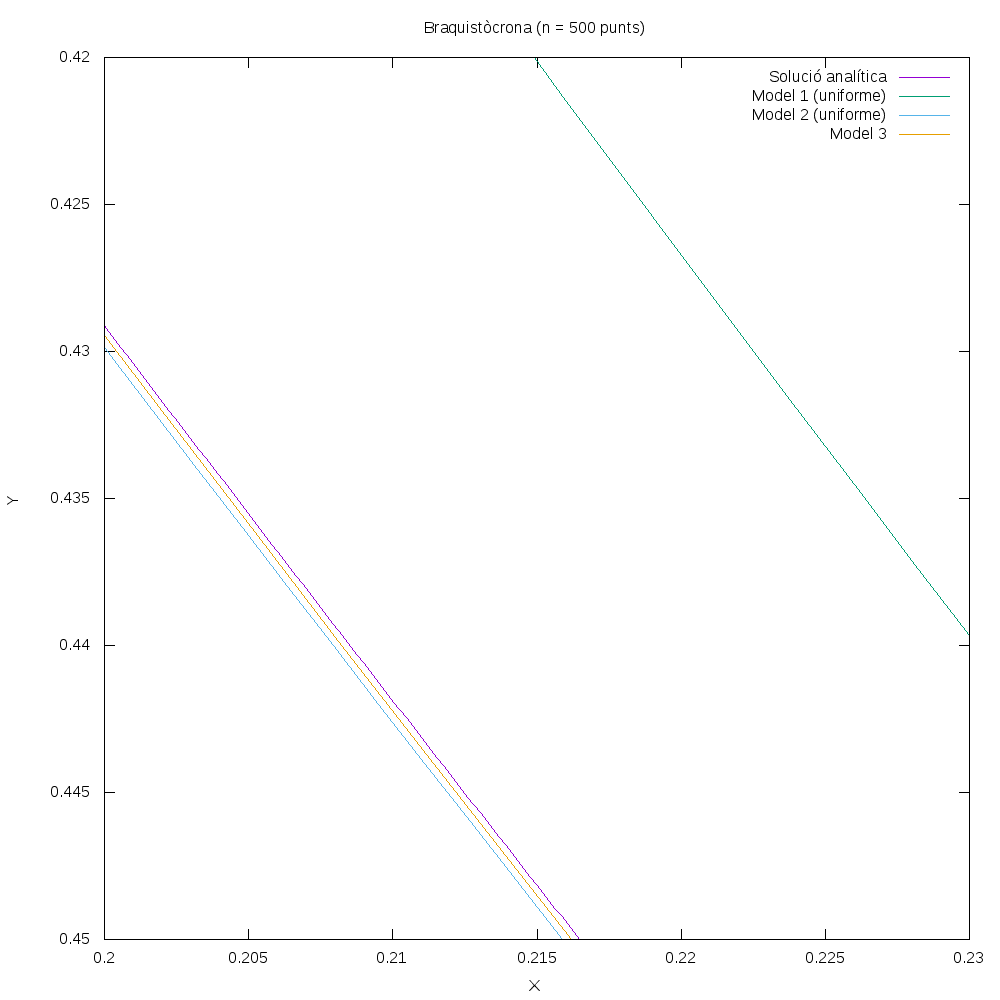 Braquistòcrona (n = 500 punts)
Solució analítica
Model 1 (uniforme)
Model 2 (uniforme)
Model 3
0.42
0.425
0.43
0.435
0.44
0.445
0.45
Y
0.2
0.205
0.21
0.215
0.22
0.225
0.23
X